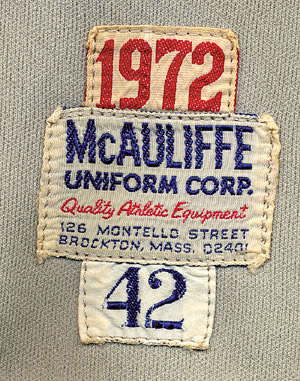 1972
McAULIFFE
UNIFORM CORP.
Quality Athletic Equipment
126 MONTELLO STREET
BROCKTON, MASS. 02401
42